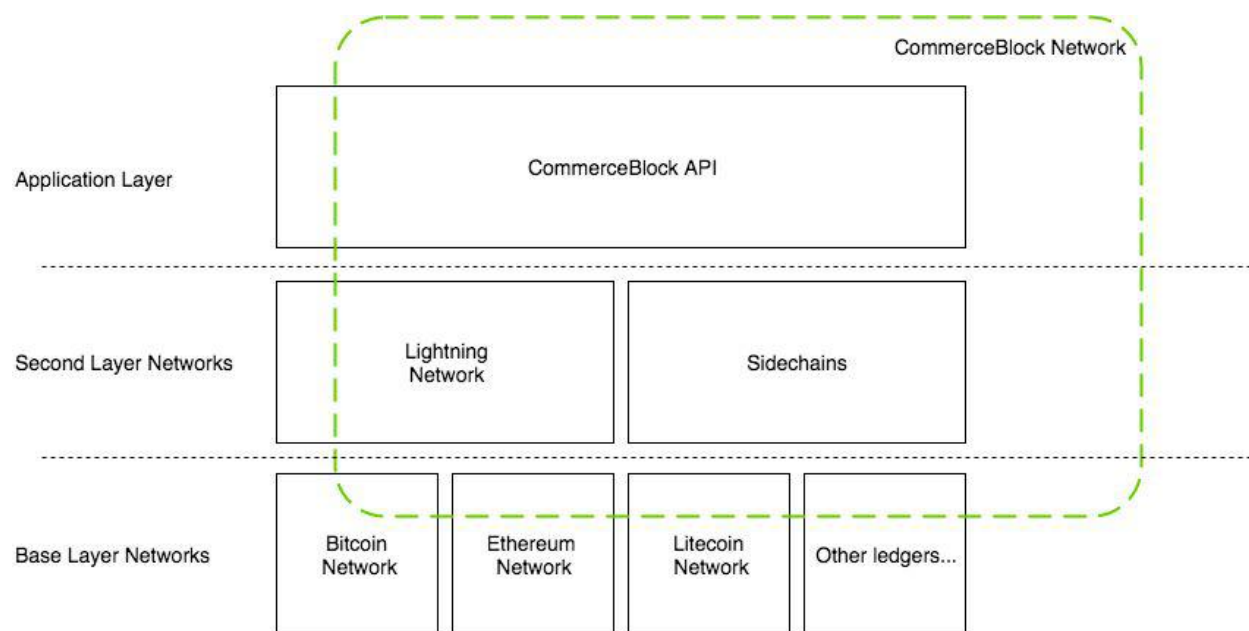 CommerceBlock Network
Application Layer
CommerceBlock API
Second Layer Networks
Lightning
Network
Sidechains
Base Layer Networks
Bitcoin
Network
Ethereum
Network
Litecoin
Network
Other ledgers...